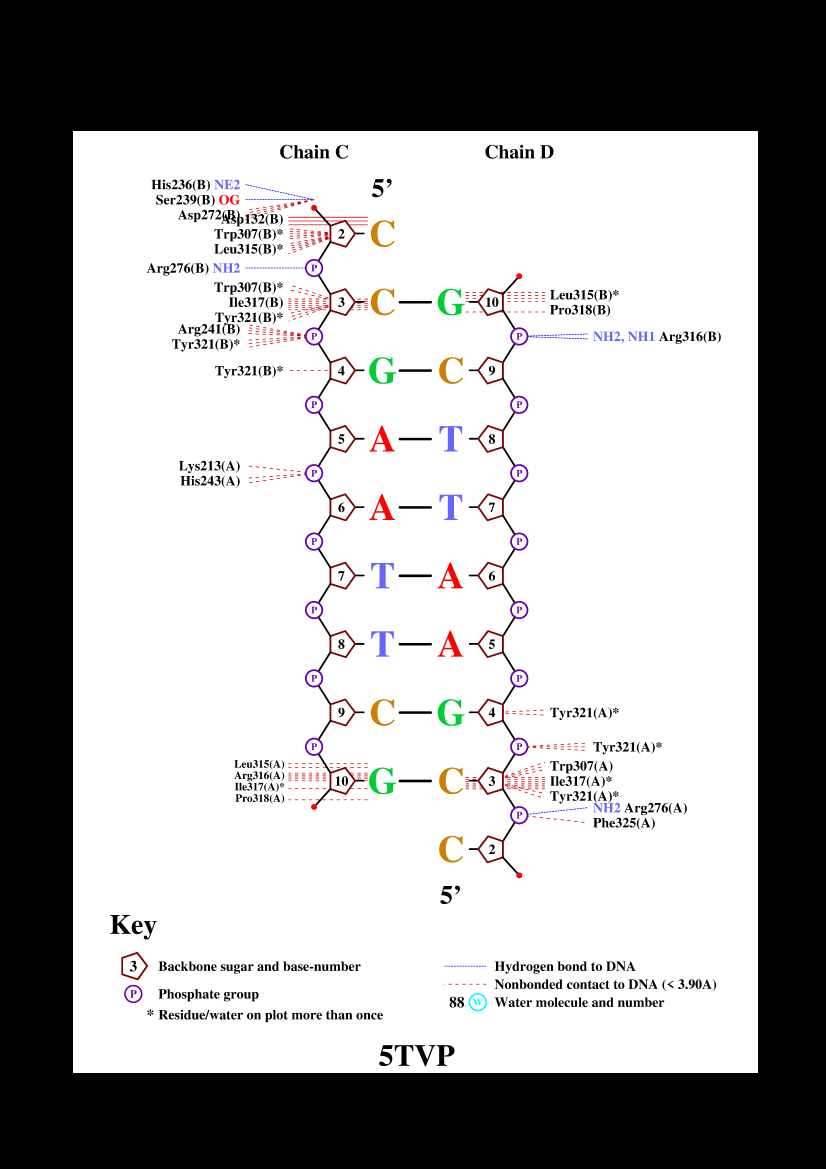 Chain C Chain D
5’
His236(B) NE2
Ser239(B) OG
Asp272(B)
Asp132(B)
Trp307(B)* 2 C
Leu315(B)*
Arg276(B) NH2 P
Trp307(B)*
Leu315(B)*
Ile317(B) 3 C G 10
Pro318(B)
Tyr321(B)*
Arg241(B)
P P NH2, NH1 Arg316(B)
Tyr321(B)*
Tyr321(B)* 4 G C 9
P P
5 A T 8
Lys213(A)
P P
His243(A)
6 A T 7
P P
7 T A 6
P P
8 T A 5
P P
9 C G 4 Tyr321(A)*
P P Tyr321(A)*
Leu315(A)
Trp307(A)
Arg316(A)
10 G C 3 Ile317(A)*
Ile317(A)*
Tyr321(A)*
Pro318(A)
NH2 Arg276(A)
P
Phe325(A)
C 2
5’
Key
3 Backbone sugar and base-number
P Phosphate group
* Residue/water on plot more than once
Hydrogen bond to DNA
Nonbonded contact to DNA (< 3.90A)
88 W Water molecule and number
5TVP